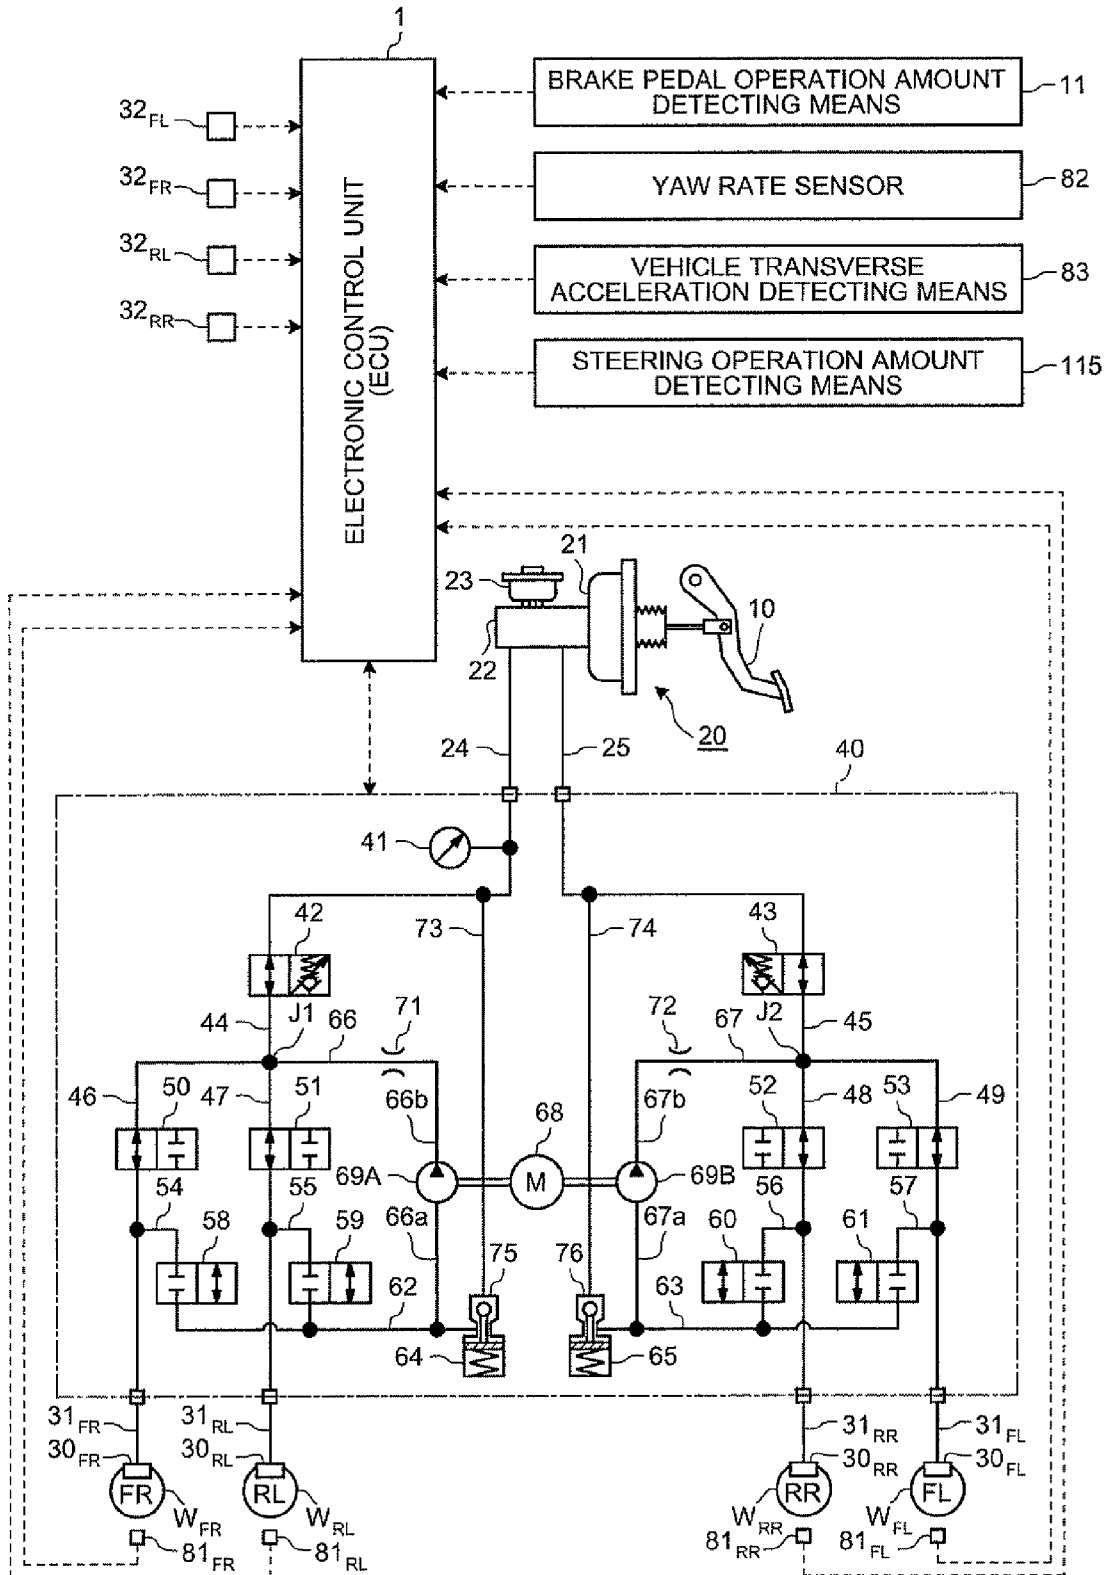 1
BRAKE PEDAL OPERATION AMOUNT
DETECTING MEANS
11
32FL
YAW RATE SENSOR
82
32FR
VEHICLE TRANSVERSE
ACCELERATION DETECTING MEANS
83
32RL
32RR
STEERING OPERATION AMOUNT
DETECTING MEANS
115
ELECTRONIC CONTROL UNIT
(ECU)
21
23
10
22
20
24
25
40
41
42
73
74
43
J1
71
72
J2
44
66
67
45
46
50
47
51
66b
68
67b
52
48
53
49
69A
M
69B
54
55
66a
67a
56
57
58
59
75
76
60
61
62
63
64
65
31FR
31RL
31RR
31FL
30FR
30RL
30RR
30FL
FR
RL
RR
FL
WFR
WRL
WRR
WFL
81FR
81RL
81RR
81FL